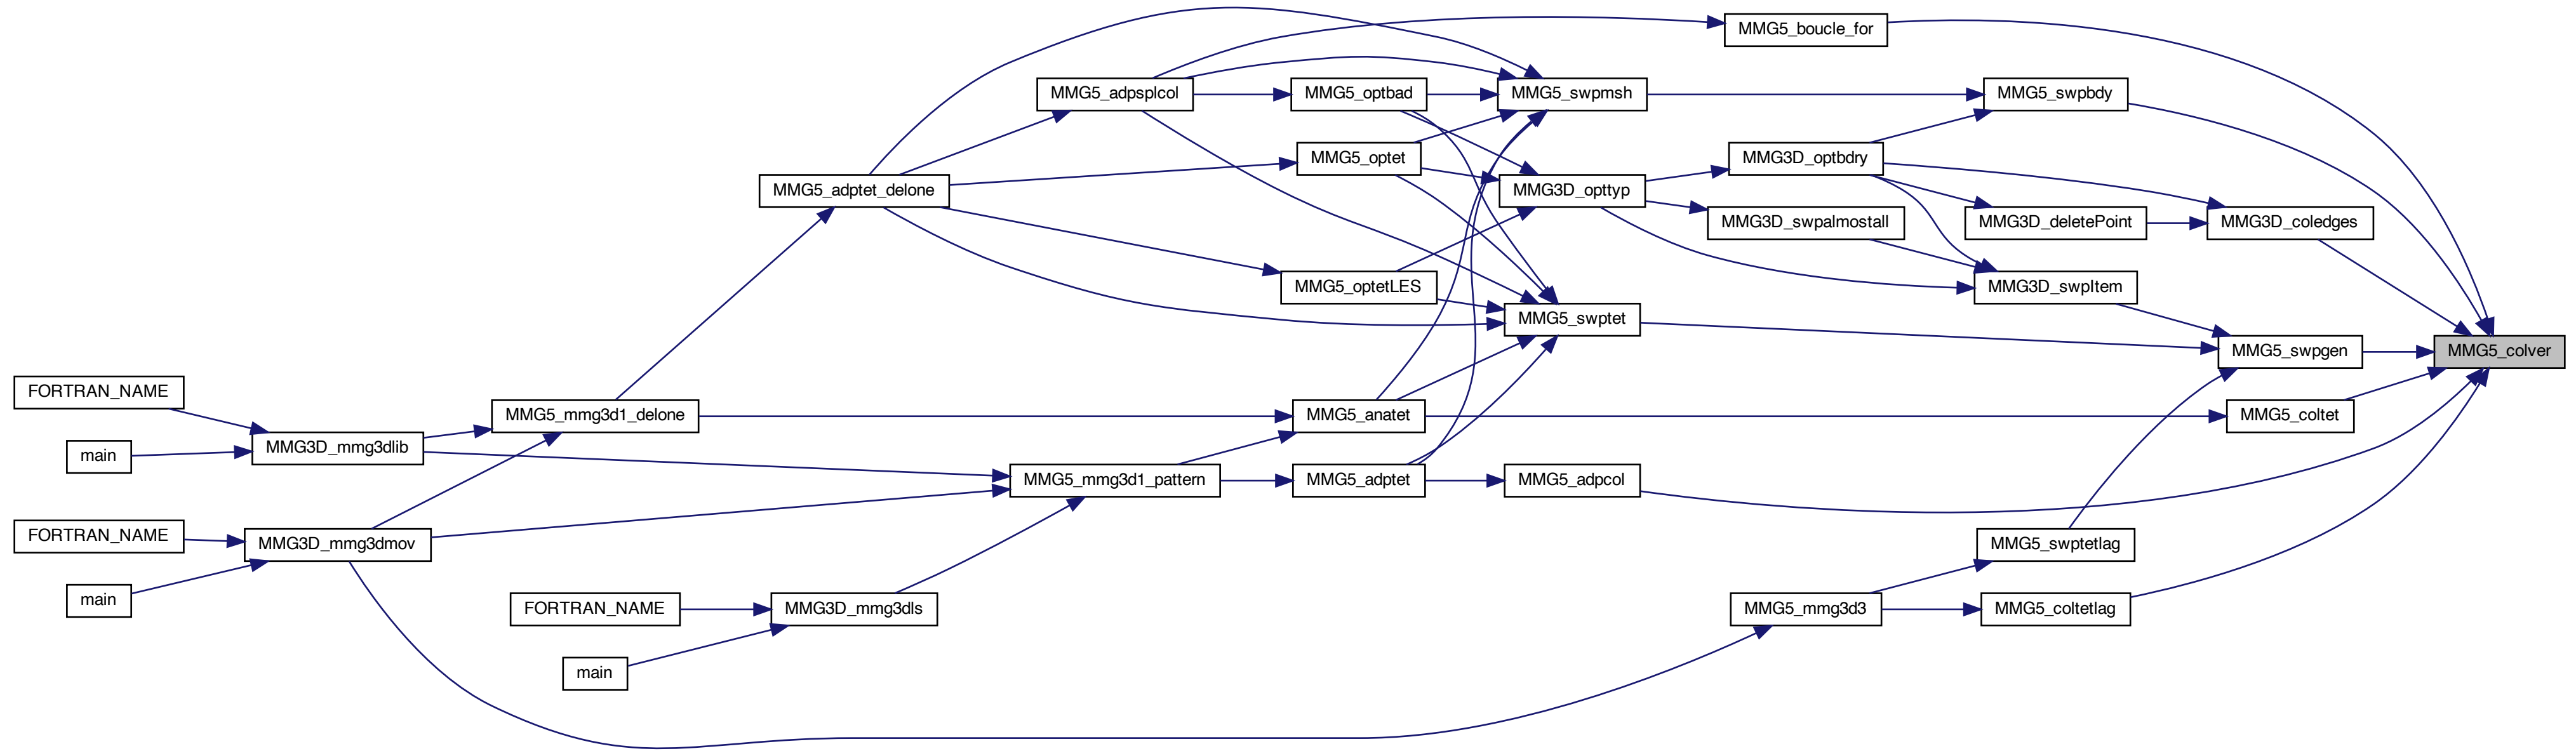 MMG5_boucle_for
MMG5_adpsplcol
MMG5_optbad
MMG5_swpmsh
MMG5_swpbdy
MMG5_optet
MMG3D_optbdry
MMG5_adptet_delone
MMG3D_opttyp
MMG3D_swpalmostall
MMG3D_deletePoint
MMG3D_coledges
MMG5_optetLES
MMG3D_swpItem
MMG5_swptet
MMG5_swpgen
MMG5_colver
FORTRAN_NAME
MMG5_mmg3d1_delone
MMG5_anatet
MMG5_coltet
main
MMG3D_mmg3dlib
MMG5_mmg3d1_pattern
MMG5_adptet
MMG5_adpcol
FORTRAN_NAME
MMG3D_mmg3dmov
MMG5_swptetlag
main
FORTRAN_NAME
MMG3D_mmg3dls
MMG5_mmg3d3
MMG5_coltetlag
main